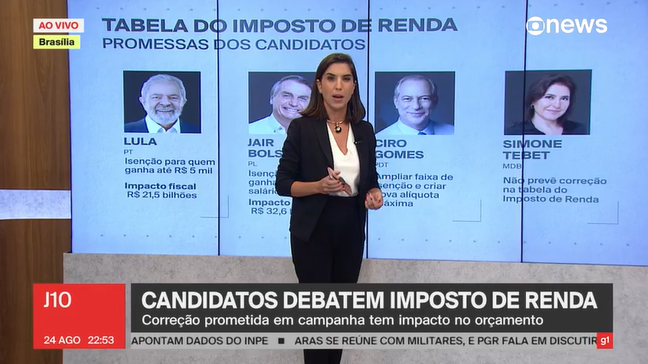 AO VIVO
Brasília
news
TABELA DO IMPOSTO DE RENDA
PROMESSAS DOS CANDIDATOS
LULA
PT
Isenção para quem
ganha até R$ 5 mil
Impacto fiscal
R$ 21,5 bilhões
JAIR
PL
R$ 32,6
CIRO
GOMES
Ampliar faixa de
nova alíquota
SIMONE
TEBET
MDB
Não prevê correção
na tabela do
Imposto de Renda
J10
24 AGO 22:53
CANDIDATOS DEBATEM IMPOSTO DE RENDA
Correção prometida em campanha tem impacto no orçamento
APONTAM DADOS DO INPE ■ ARAS SE REÚNE COM MILITARES, E PGR FALA EM DISCUTIR
g1